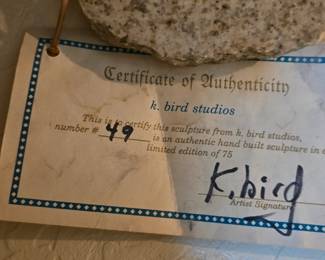 Certificate of Authenticity
k. bird studios
This is to certify this sculpture from k. bird studios,
number # 49 is an authentic hand built sculpture in
limited edition of 75
K. bird
Artist Signature